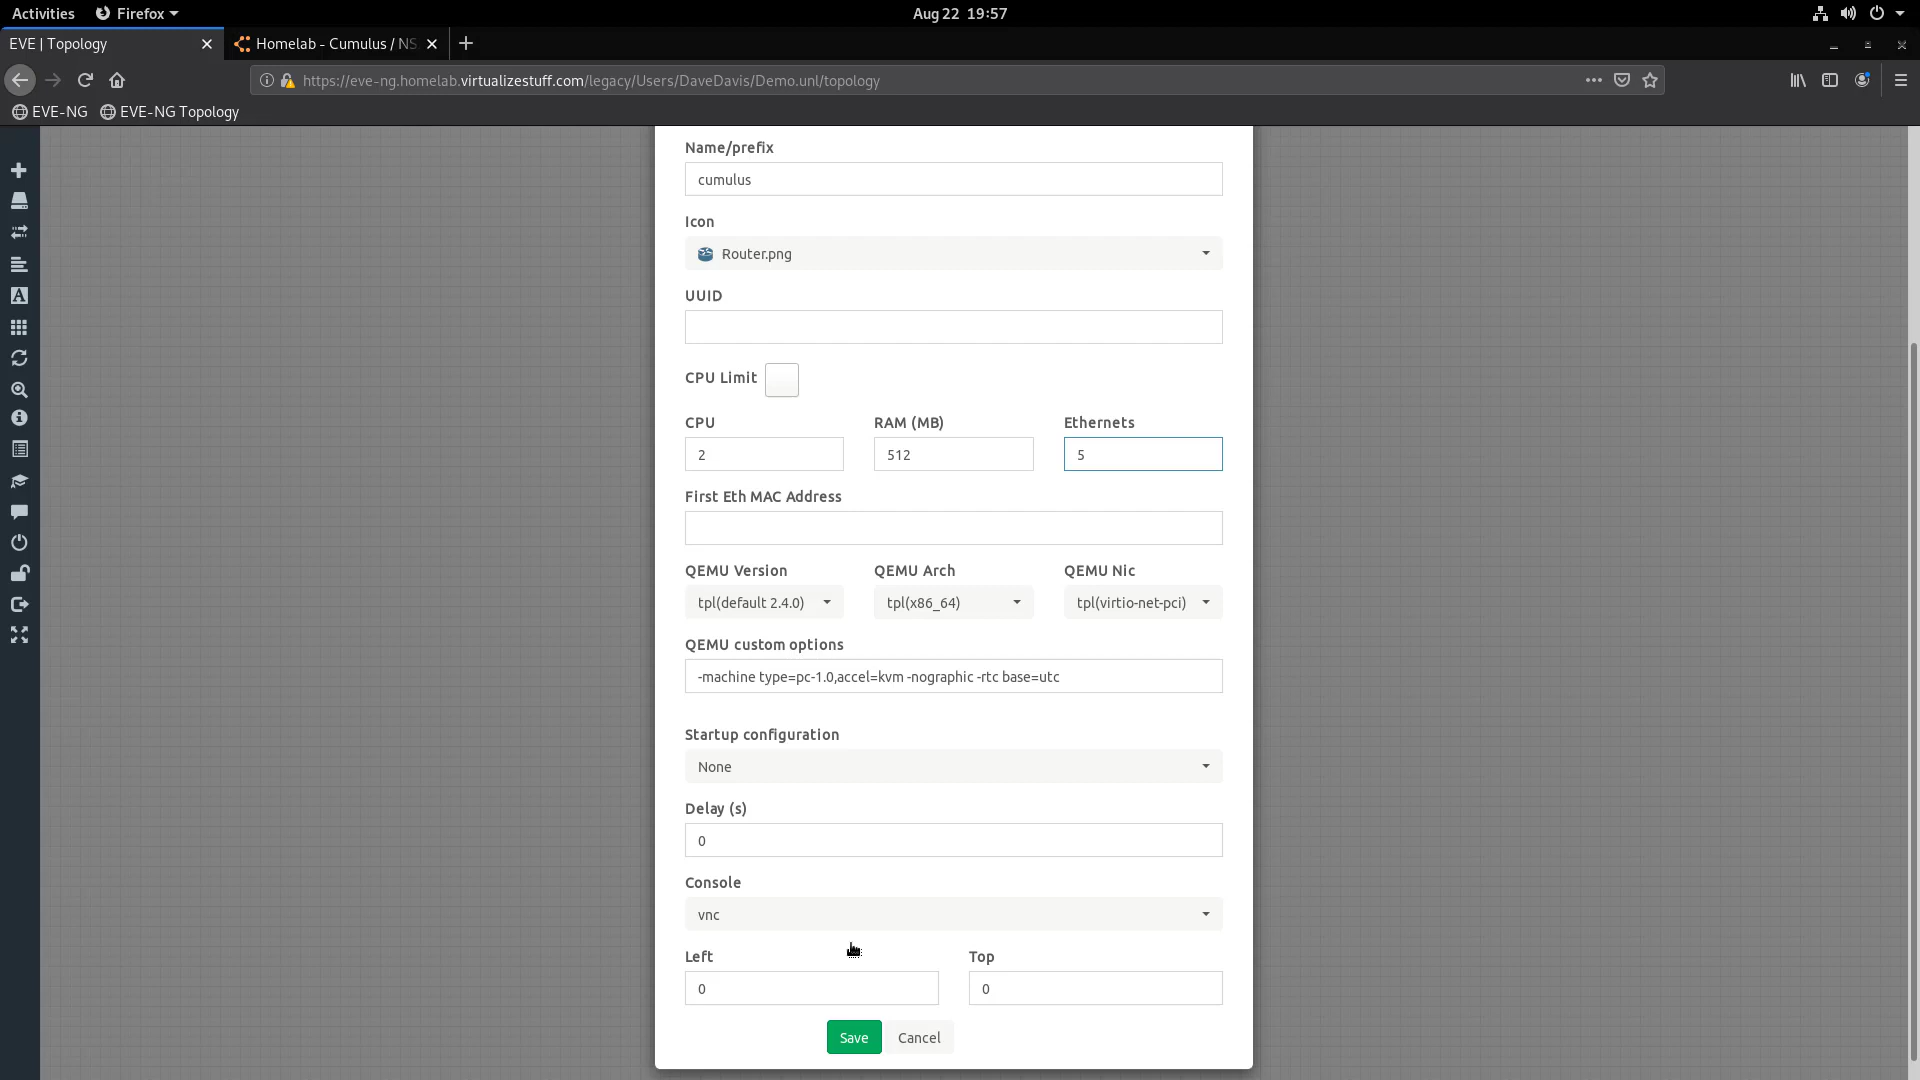 Activities Firefox Aug 22 19:57
EVE | Topology Homelab - Cumulus / NS
https://eve-ng.homelab.virtualizestuff.com/legacy/Users/DaveDavis/Demo.unl/topology
EVE-NG EVE-NG Topology
Name/prefix
cumulus
Icon
Router.png
UUID
CPU Limit
CPU RAM (MB) Ethernets
2 512 5
First Eth MAC Address
QEMU Version QEMU Arch QEMU Nic
tpl(default 2.4.0) tpl(x86_64) tpl(virtio-net-pci)
QEMU custom options
-machine type=pc-1.0,accel=kvm -nographic -rtc base=utc
Startup configuration
None
Delay (s)
0
Console
vnc
Left Top
0 0
Save Cancel